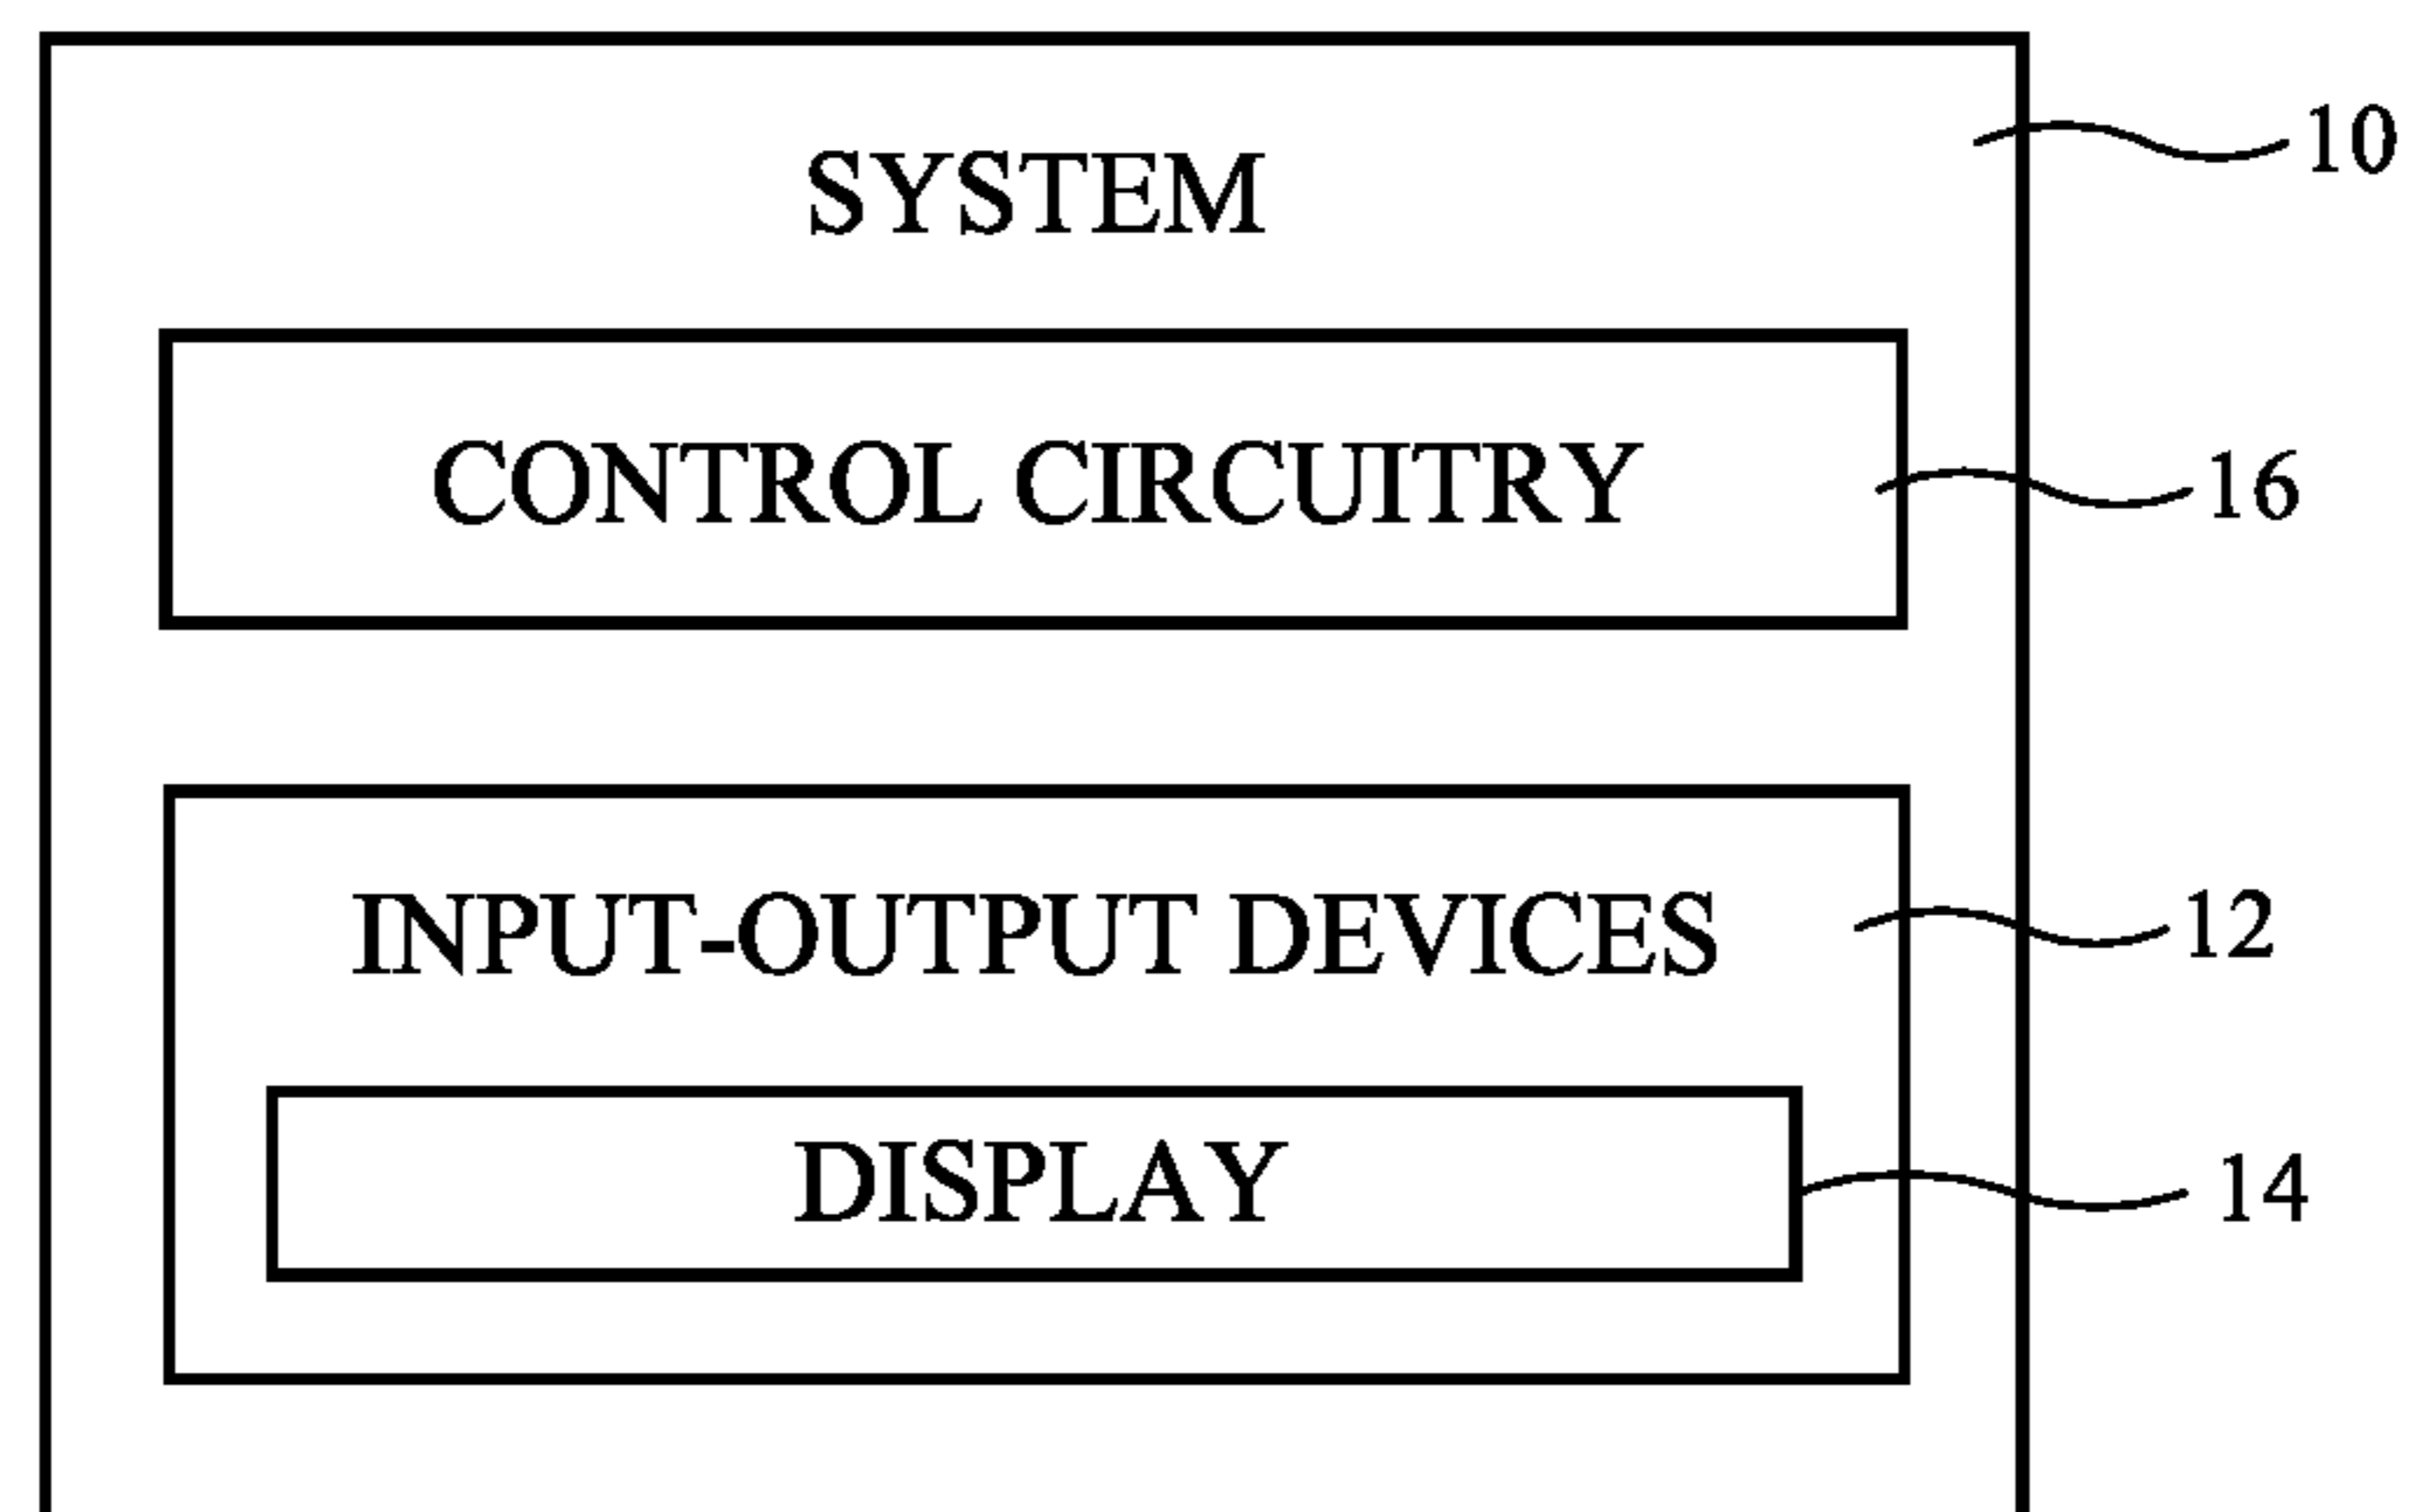 SYSTEM
10
CONTROL CIRCUITRY
16
INPUT-OUTPUT DEVICES
12
DISPLAY
14